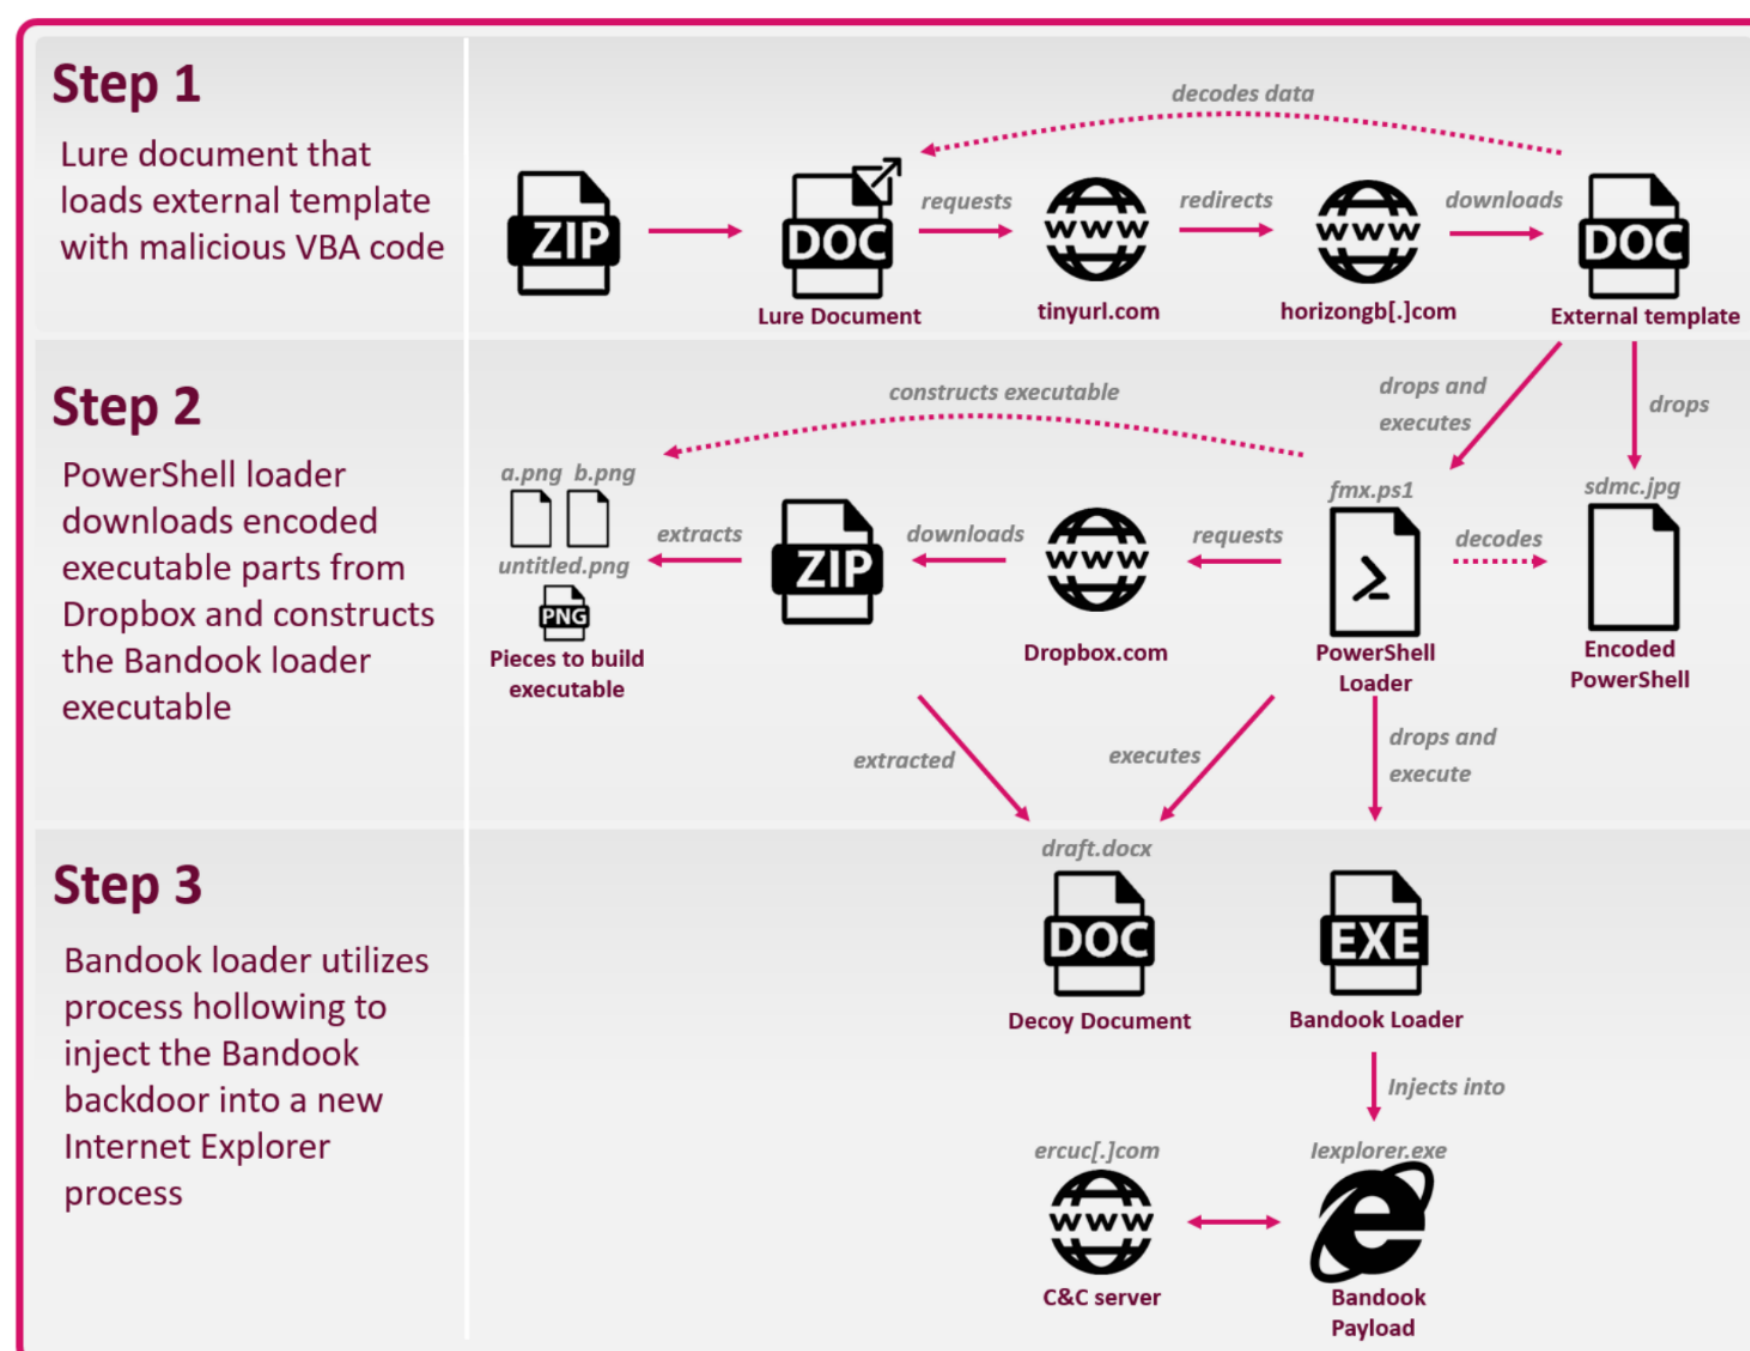 Step 1
Lure document that
loads external template
with malicious VBA code
decodes data
ZIP
DOC
Lure Document
requests
www
tinyurl.com
redirects
www
horizongb[.]com
downloads
DOC
External template
Step 2
PowerShell loader
downloads encoded
executable parts from
Dropbox and constructs
the Bandook loader
executable
drops and
executes
drops
constructs executable
a.png b.png
untitled.png
PNG
Pieces to build
executable
extracts
ZIP
downloads
www
Dropbox.com
requests
fmx.ps1
PowerShell
Loader
decodes
sdmc.jpg
Encoded
PowerShell
extracted
executes
drops and
execute
Step 3
Bandook loader utilizes
process hollowing to
inject the Bandook
backdoor into a new
Internet Explorer
process
draft.docx
DOC
Decoy Document
EXE
Bandook Loader
Injects into
ercuc[.]com
www
C&C server
Iexplorer.exe
Bandook
Payload